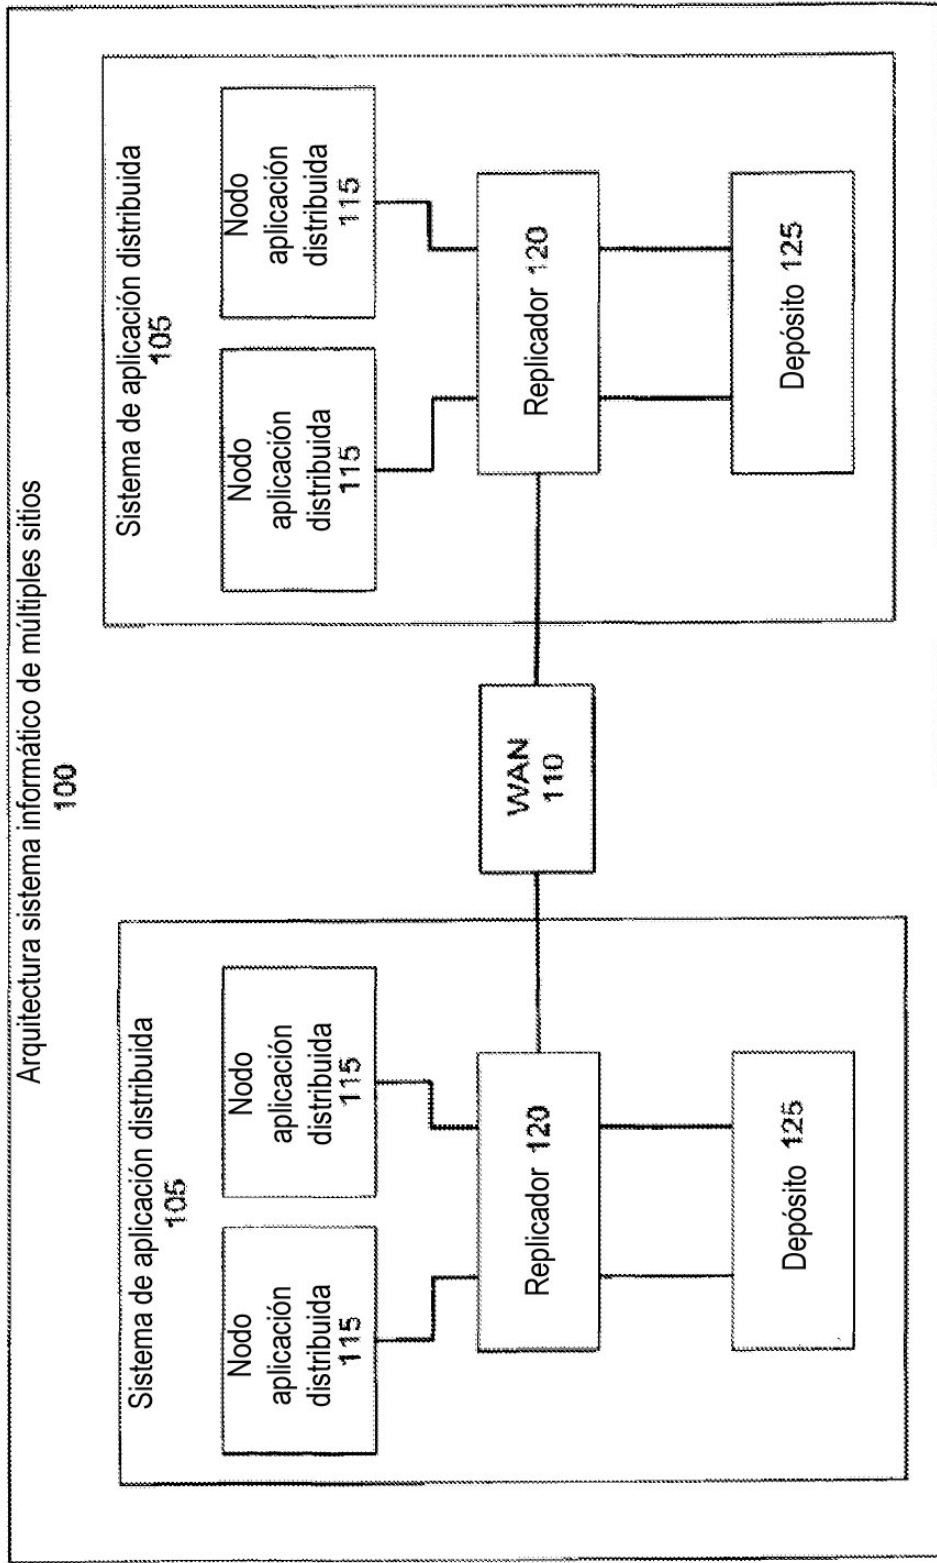 Arquitectura sistema informático de múltiples sitios
100
Sistema de aplicación distribuida
105
Nodo
aplicación
distribuida
115
Nodo
aplicación
distribuida
115
Replicador 120
Depósito 125
WAN
110
Sistema de aplicación distribuida
105
Nodo
aplicación
distribuida
115
Nodo
aplicación
distribuida
115
Replicador 120
Depósito 125